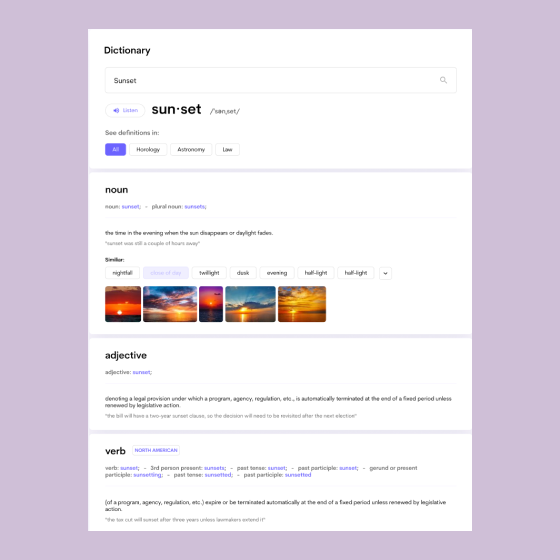 Dictionary
Sunset
Listen
sun·set
/ˈsənˌset/
See definitions in:
All
Horology
Astronomy
Law
noun
noun: sunset; - plural noun: sunsets;
the time in the evening when the sun disappears or daylight fades.
"sunset was still a couple of hours away"
Similiar:
nightfall
close of day
twillight
dusk
evening
half-light
half-light
adjective
adjective: sunset;
denoting a legal provision under which a program, agency, regulation, etc., is automatically terminated at the end of a fixed period unless
renewed by legislative action.
"the bill will have a two-year sunset clause, so the decision will need to be revisited after the next election"
verb
NORTH AMERICAN
verb: sunset; - 3rd person present: sunsets; - past tense: sunset; - past participle: sunset; - gerund or present
participle: sunsetting; - past tense: sunsetted; - past participle: sunsetted
(of a program, agency, regulation, etc.) expire or be terminated automatically at the end of a fixed period unless renewed by legislative
action.
"the tax cut will sunset after three years unless lawmakers extend it"